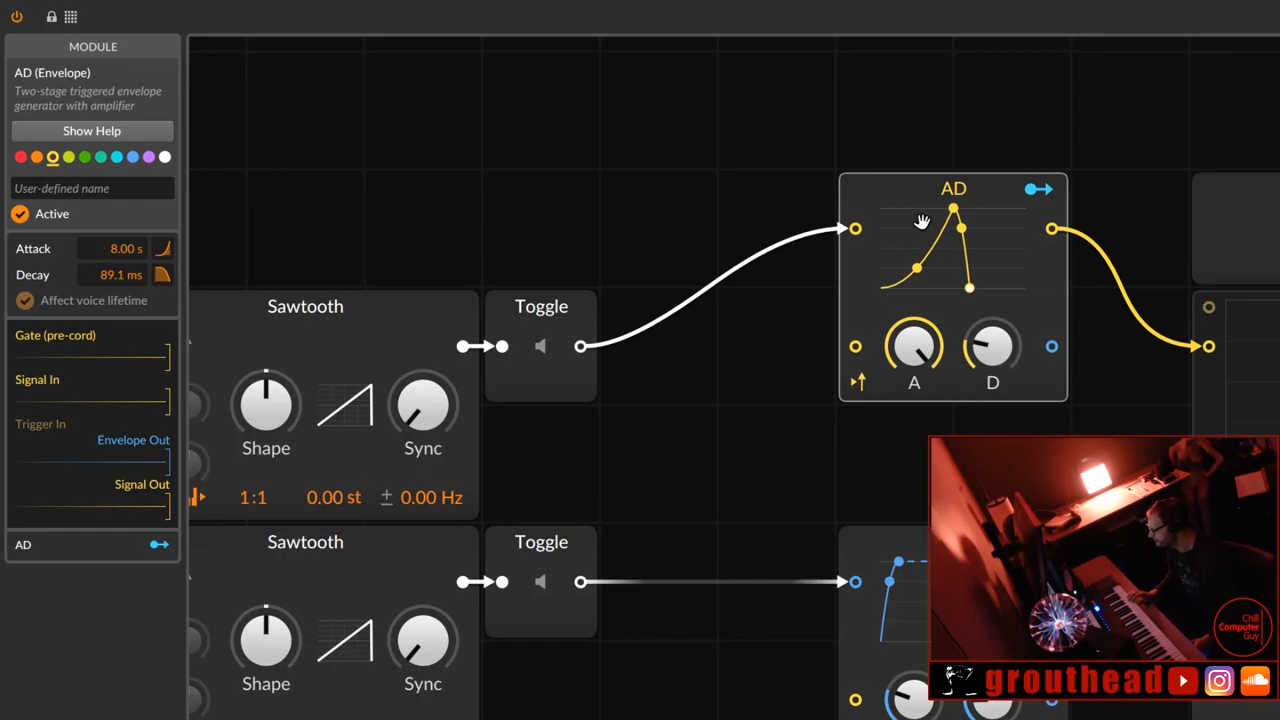 MODULE
AD (Envelope)
Two-stage triggered envelope
generator with amplifier
Show Help
User-defined name
Active
Attack 8.00 s
Decay 89.1 ms
Affect voice lifetime
Gate (pre-cord)
Signal In
Trigger In
Envelope Out
Signal Out
AD
AD
A D
Sawtooth Toggle
Shape Sync
1:1 0.00 st ± 0.00 Hz
Sawtooth Toggle
Shape Sync
Chill
Computer
Guy
grouthead